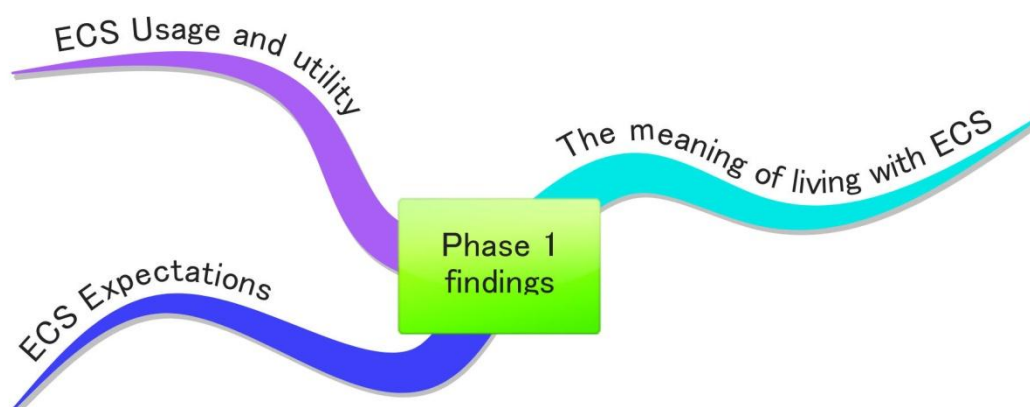 ECS Usage and utility
The meaning of living with ECS
Phase 1
findings
ECS Expectations